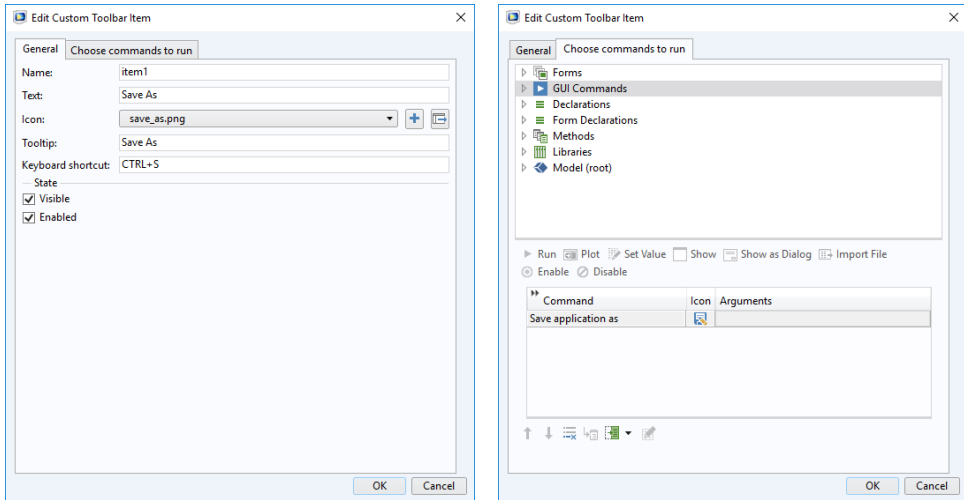 Edit Custom Toolbar Item
General Choose commands to run
Name: item1
Text: Save As
Icon: save_as.png
Tooltip: Save As
Keyboard shortcut: CTRL+S
State
Visible
Enabled
OK Cancel
Edit Custom Toolbar Item
General Choose commands to run
Forms
GUI Commands
Declarations
Form Declarations
Methods
Libraries
Model (root)
Run Plot Set Value Show Show as Dialog Import File
Enable Disable
Command Icon Arguments
Save application as
OK Cancel